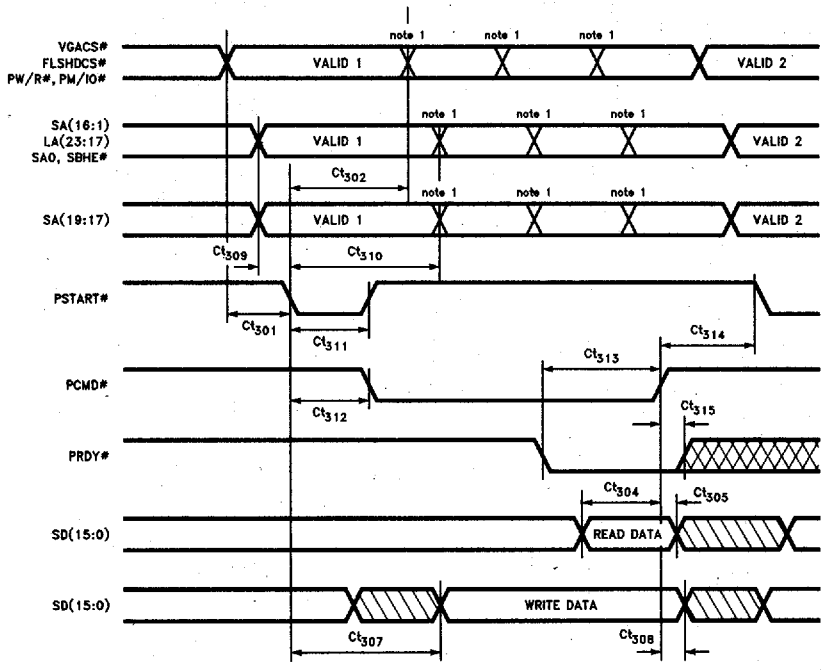 note 1 note 1 note 1
VGACS#
FLSHDCS# VALID 1 VALID 2
PW/R#, PM/IO#
note 1 note 1 note 1
SA(16:1)
LA(23:17) VALID 1 VALID 2
SA0, SBHE#
Ct302
note 1 note 1 note 1
SA(19:17) VALID 1 VALID 2
Ct309 Ct310
PSTART#
Ct301 Ct311 Ct314
Ct313
PCMD#
Ct312 Ct315
PRDY#
Ct304 Ct305
SD(15:0) READ DATA
SD(15:0) WRITE DATA
Ct307 Ct308